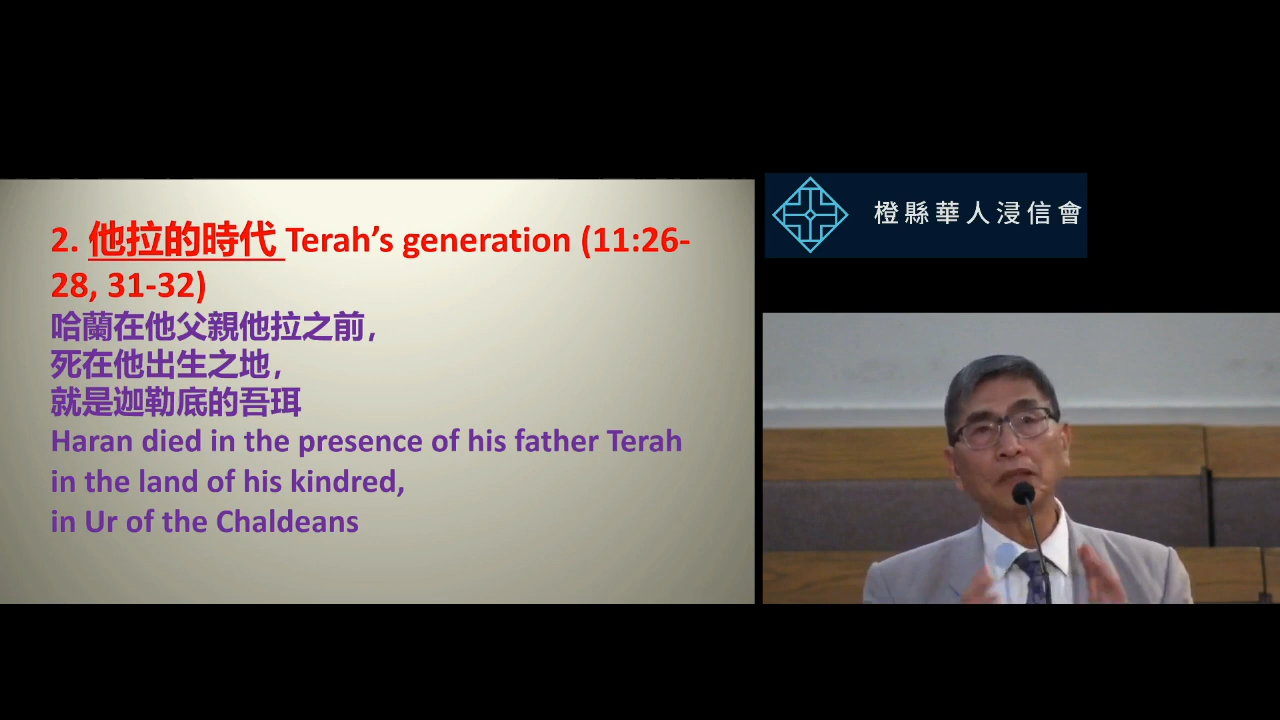 2. 他拉的時代 Terah’s generation (11:26-
28, 31-32)
哈蘭在他父親他拉之前，
死在他出生之地，
就是迦勒底的吾珥
Haran died in the presence of his father Terah
in the land of his kindred,
in Ur of the Chaldeans
橙縣華人浸信會